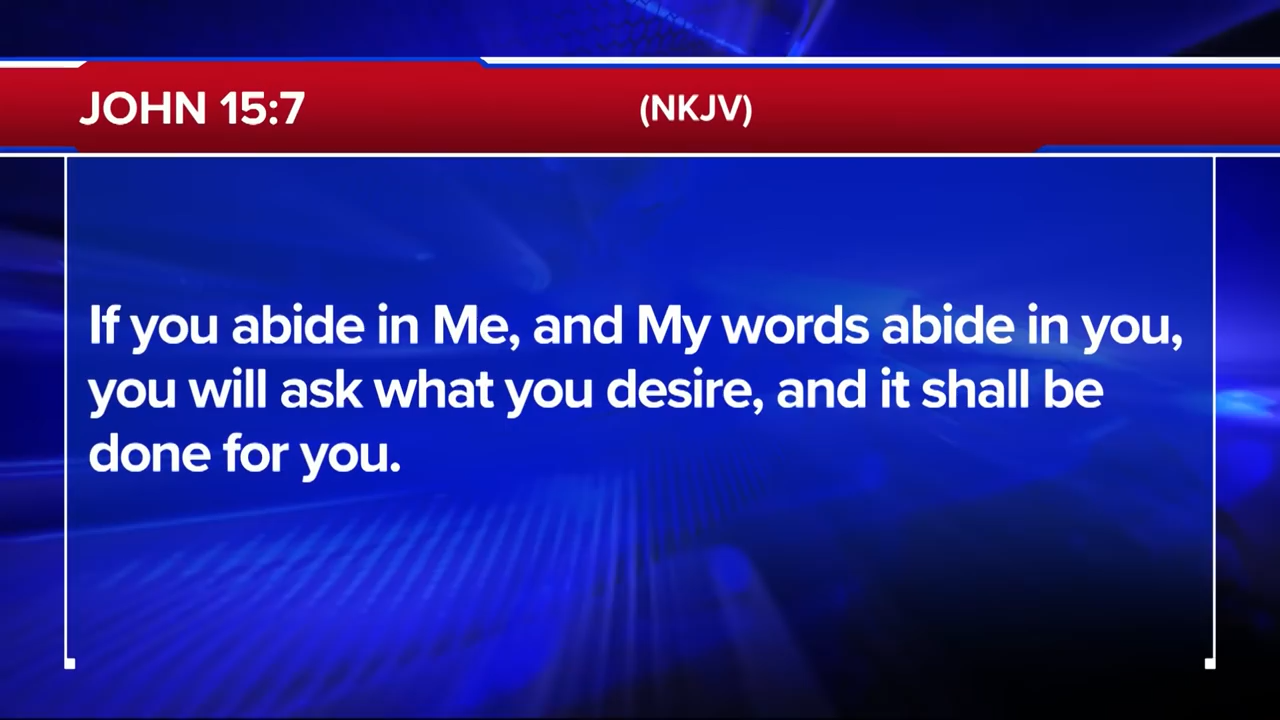 JOHN 15:7 (NKJV)
If you abide in Me, and My words abide in you,
you will ask what you desire, and it shall be
done for you.